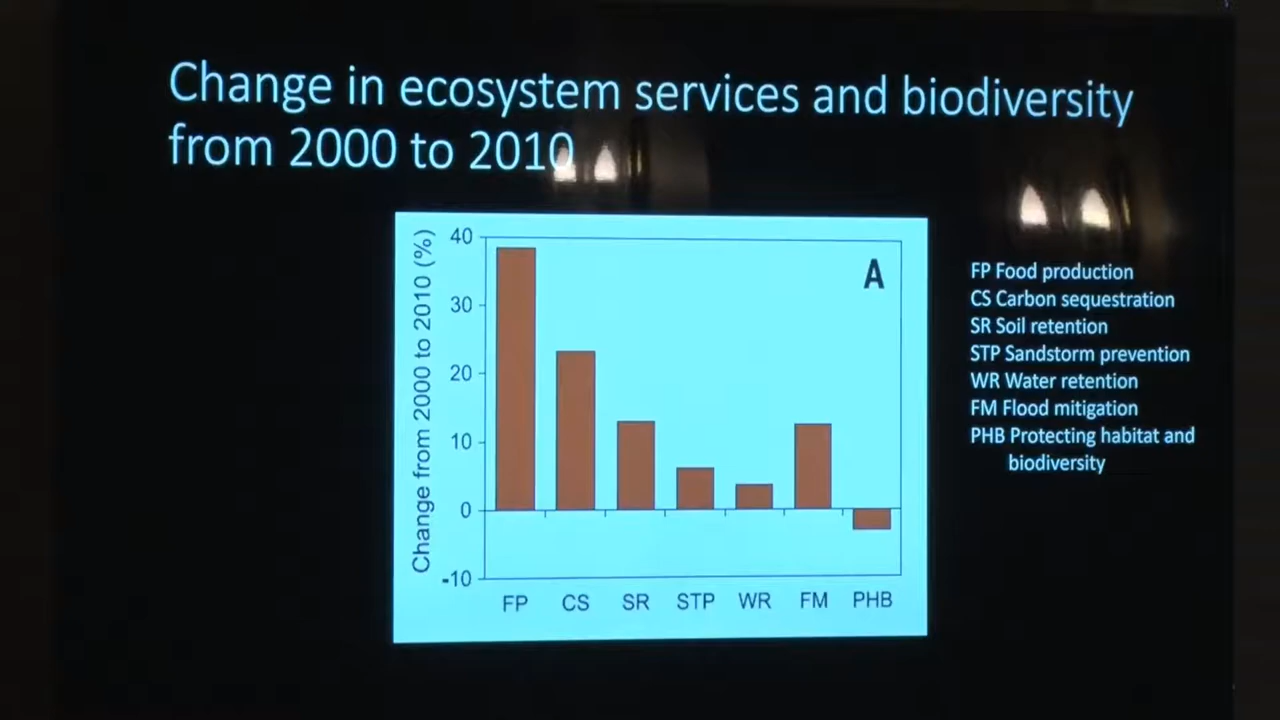 Change in ecosystem services and biodiversity
from 2000 to 2010
Change from 2000 to 2010 (%)
40
30
20
10
0
-10
A
FP CS SR STP WR FM PHB
FP Food production
CS Carbon sequestration
SR Soil retention
STP Sandstorm prevention
WR Water retention
FM Flood mitigation
PHB Protecting habitat and
biodiversity